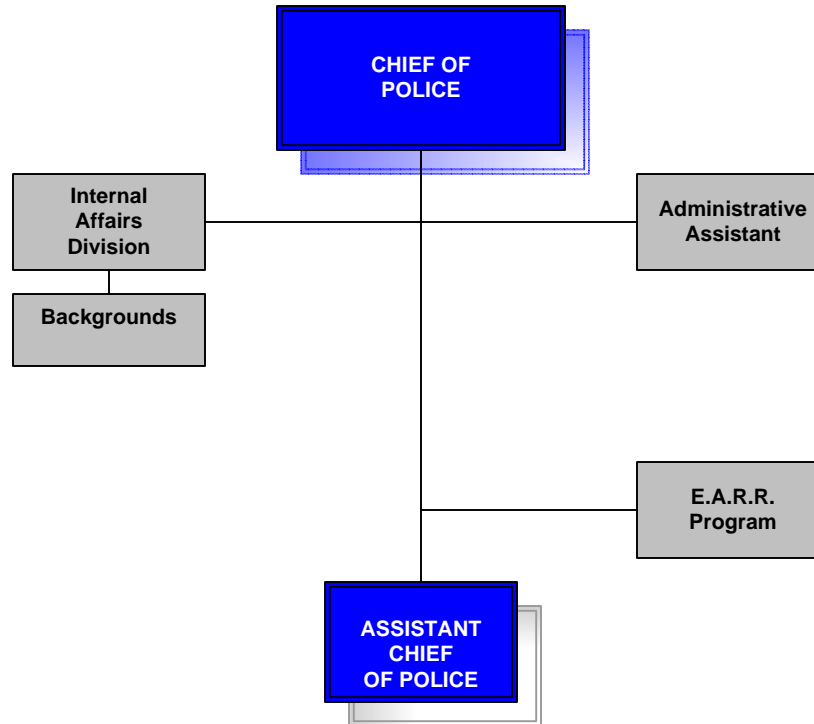 CHIEF OF
POLICE
Internal
Affairs
Division
Administrative
Assistant
Backgrounds
E.A.R.R.
Program
ASSISTANT
CHIEF
OF POLICE